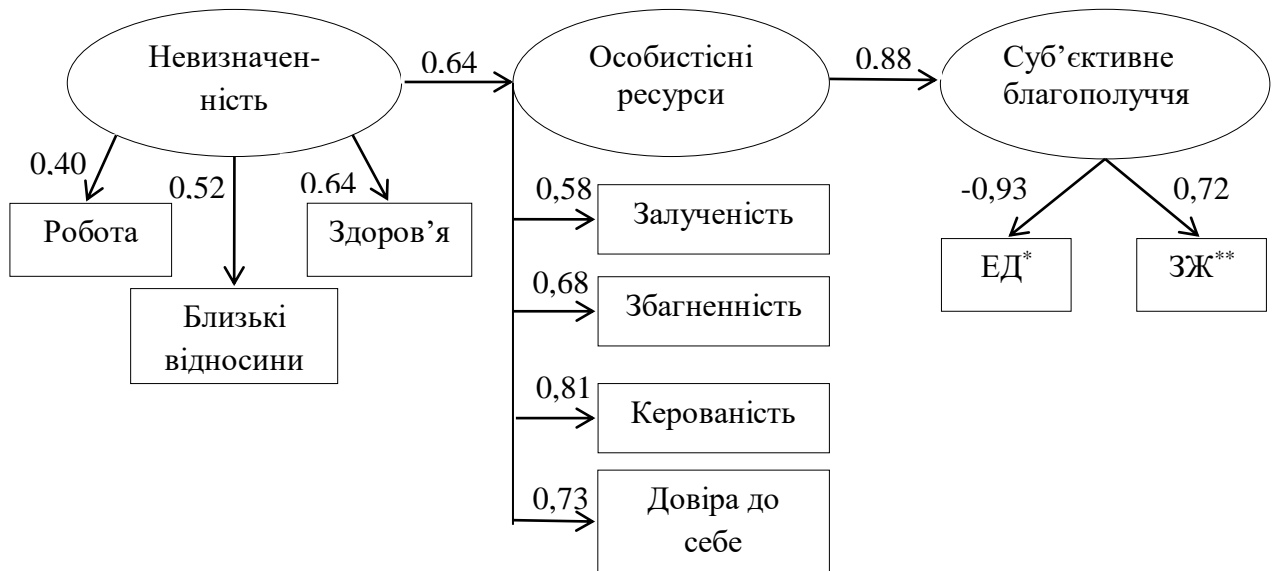 Невизначен-
ність
0,64
Особистісні
ресурси
0,88
Суб’єктивне
благополуччя
0,40
0,52
0,64
Робота
Близькі
відносини
Здоров’я
0,58
Залученість
0,68
Збагненність
0,81
Керованість
0,73
Довіра до
себе
-0,93
0,72
ЕД*
ЗЖ**